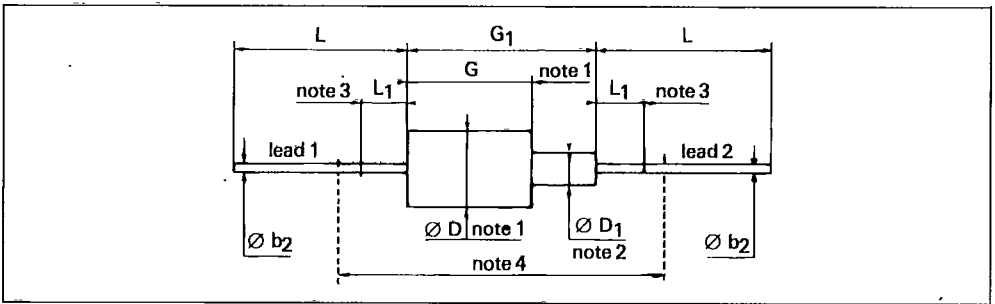 L G₁ L
G note 1
note 3 L₁ L₁ note 3
lead 1 lead 2
Ø b₂ Ø D note 1 Ø D₁ Ø b₂
note 2
note 4